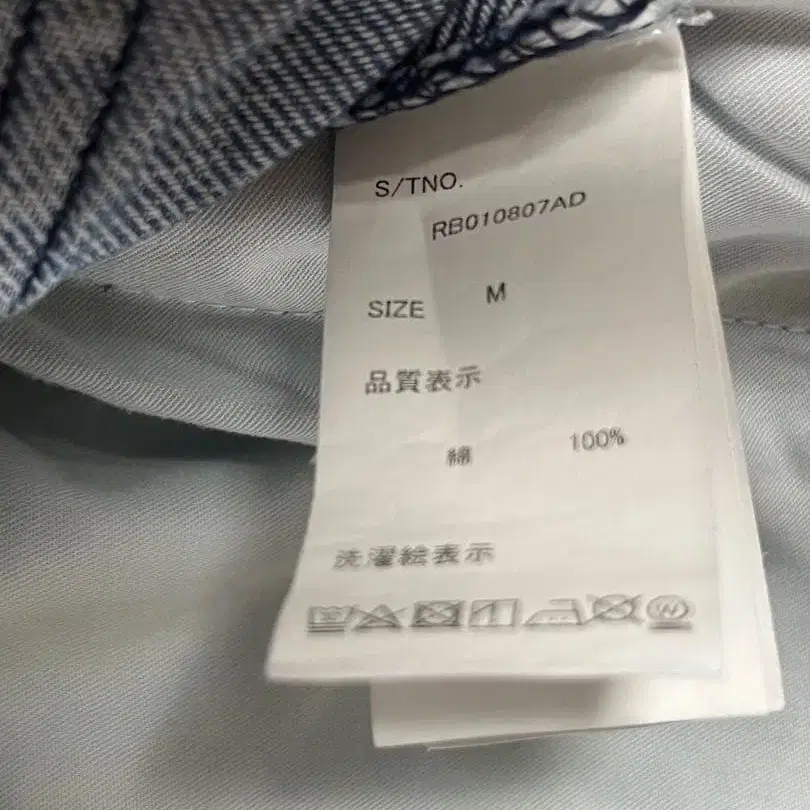 S/TNO.
RB010807AD
SIZE M
品質表示
綿 100%
洗濯絵表示